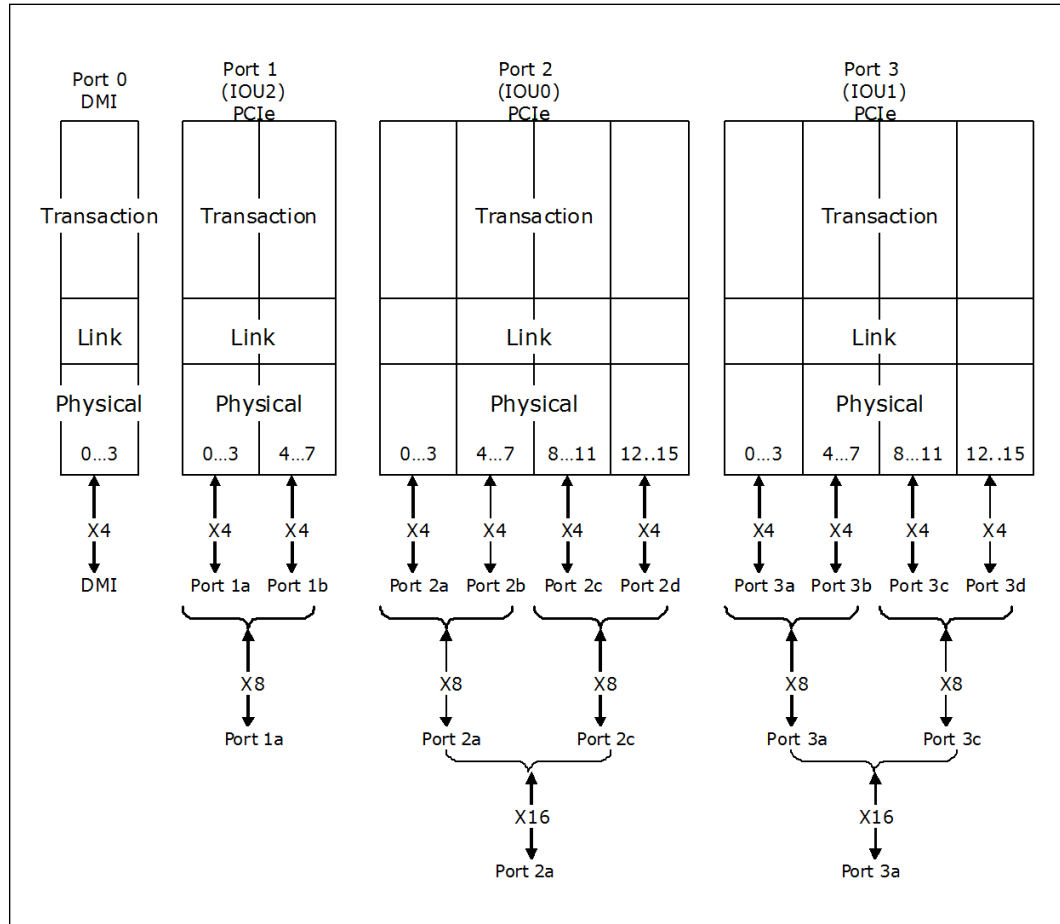 Port 0
DMI
Port 1
(IOU2)
PCIe
Port 2
(IOU0)
PCIe
Port 3
(IOU1)
PCIe
Transaction Transaction Transaction Transaction
Link Link Link Link
Physical Physical Physical Physical
0...3 0...3 4...7 0...3 4...7 8...11 12..15 0...3 4...7 8...11 12..15
X4 X4 X4 X4 X4 X4 X4 X4 X4 X4 X4
DMI Port 1a Port 1b Port 2a Port 2b Port 2c Port 2d Port 3a Port 3b Port 3c Port 3d
X8 X8 X8 X8 X8
Port 1a Port 2a Port 2c Port 3a Port 3c
X16 X16
Port 2a Port 3a